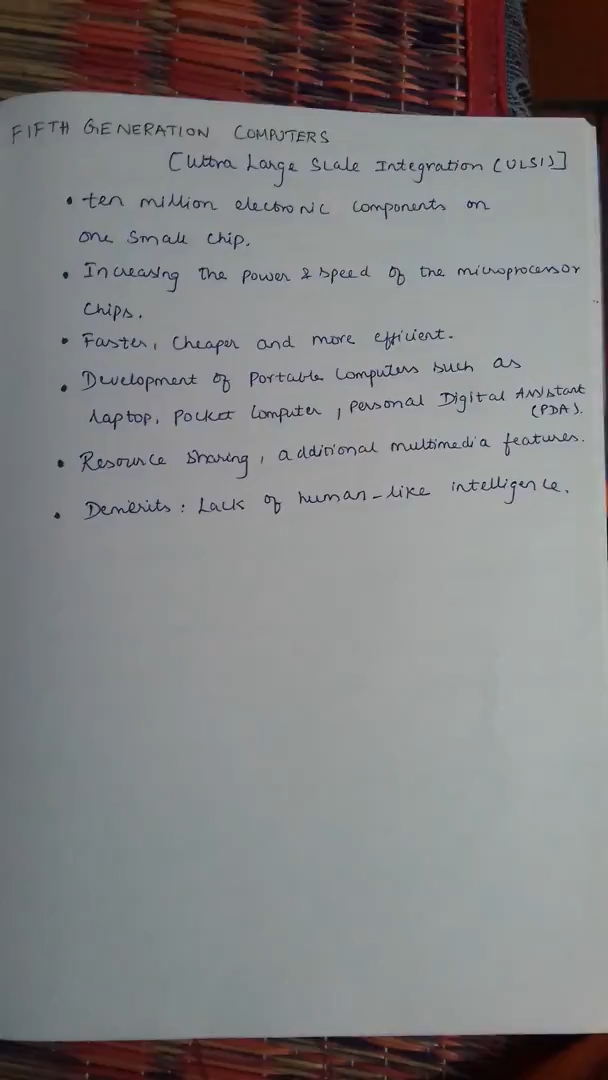 FIFTH GENERATION COMPUTERS
[Ultra Large Scale Integration (ULSI)]
• ten million electronic components on
one small chip.
• Increasing the power & speed of the microprocessor
chips.
• Faster, cheaper and more efficient.
• Development of portable computers such as
laptop, pocket computer, personal Digital Assistant
(PDA).
• Resource sharing, additional multimedia features.
• Demerits: Lack of human-like intelligence.